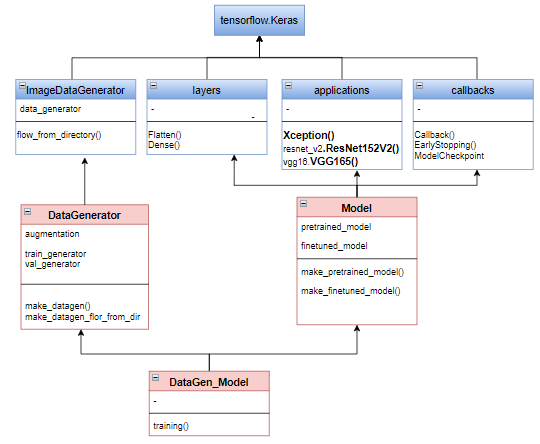 tensorflow.Keras
ImageDataGenerator
data_generator
flow_from_directory()
layers
-
-
Flatten()
Dense()
applications
-
Xception()
resnet_v2.ResNet152V2()
vgg16.VGG165()
callbacks
-
Callback()
EarlyStopping()
ModelCheckpoint
DataGenerator
augmentation
train_generator
val_generator
make_datagen()
make_datagen_flor_from_dir
Model
pretrained_model
finetuned_model
make_pretrained_model()
make_finetuned_model()
DataGen_Model
-
training()